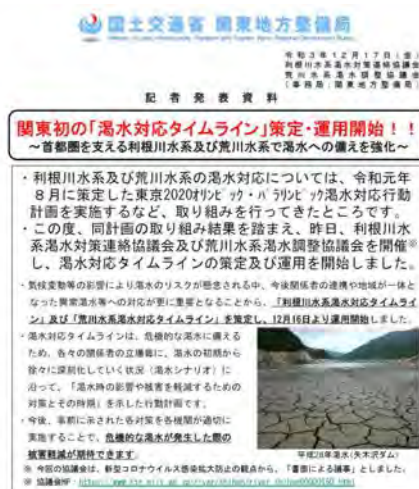 国土交通省 関東地方整備局
令和3年12月17日(金)
利根川水系渇水対策連絡協議会
荒川水系渇水調整協議会
(事務局:関東地方整備局)
記者発表資料
関東初の「渇水対応タイムライン」策定・運用開始!!
~首都圏を支える利根川水系及び荒川水系で渇水への備えを強化~
・利根川水系及び荒川水系の渇水対応については、令和元年
8月に策定した東京2020オリンピック・パラリンピック渇水対応行動
計画を実施するなど、取り組みを行ってきたところです。
・この度、同計画の取り組み結果を踏まえ、昨日、利根川水
系渇水対策連絡協議会及び荒川水系渇水調整協議会を開催※
し、渇水対応タイムラインの策定及び運用を開始しました。
・気候変動等の影響により渇水のリスクが懸念される中、今後関係者の連携や地域が一体と
なった異常渇水等への対応が更に重要となることから、「利根川水系渇水対応タイムライ
ン」及び「荒川水系渇水対応タイムライン」を策定し、12月16日より運用開始しました。
・渇水対応タイムラインは、危機的な渇水に備える
ため、各々の関係者の立場毎に、渇水の初期から
徐々に深刻化していく状況(渇水シナリオ)に
沿って、「渇水時の影響や被害を軽減するための
対策とその時期」を示した行動計画です。
・今後、事前に示された各対策を各機関が適切に
実施することで、危機的な渇水が発生した際の
被害軽減が期待できます。
平成28年渇水(矢木沢ダム)
※ 今回の協議会は、新型コロナウイルス感染拡大防止の観点から、「書面による議事」としました。
※ 協議会HP: